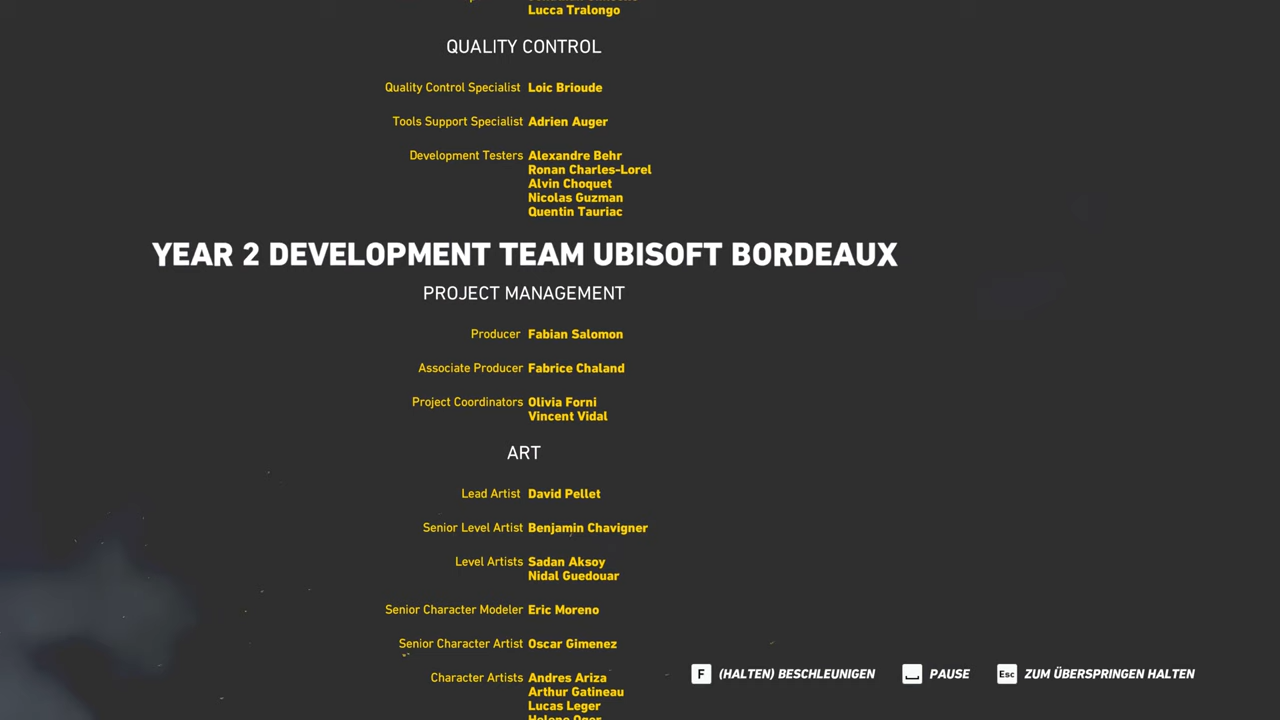 Lucca Tralongo
QUALITY CONTROL
Quality Control Specialist Loic Brioude
Tools Support Specialist Adrien Auger
Development Testers Alexandre Behr
Ronan Charles-Lorel
Alvin Choquet
Nicolas Guzman
Quentin Tauriac
YEAR 2 DEVELOPMENT TEAM UBISOFT BORDEAUX
PROJECT MANAGEMENT
Producer Fabian Salomon
Associate Producer Fabrice Chaland
Project Coordinators Olivia Forni
Vincent Vidal
ART
Lead Artist David Pellet
Senior Level Artist Benjamin Chavigner
Level Artists Sadan Aksoy
Nidal Guedouar
Senior Character Modeler Eric Moreno
Senior Character Artist Oscar Gimenez
Character Artists Andres Ariza
Arthur Gatineau
Lucas Leger
F (HALTEN) BESCHLEUNIGEN PAUSE Esc ZUM ÜBERSPRINGEN HALTEN